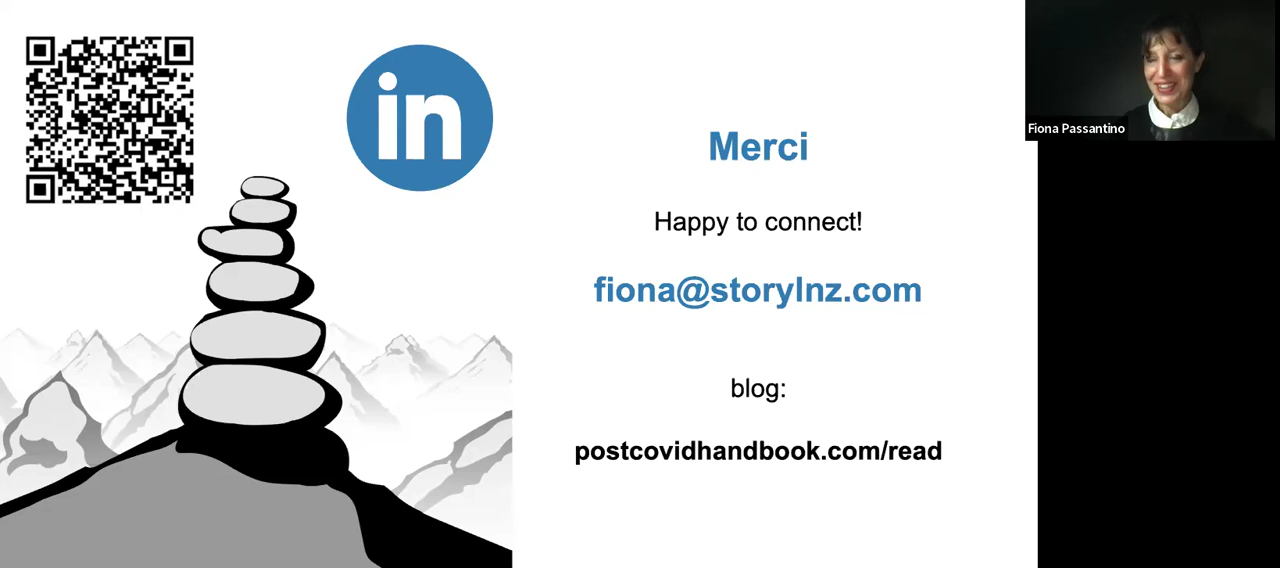 in
Merci
Happy to connect!
fiona@storylnz.com
blog:
postcovidhandbook.com/read
Fiona Passantino